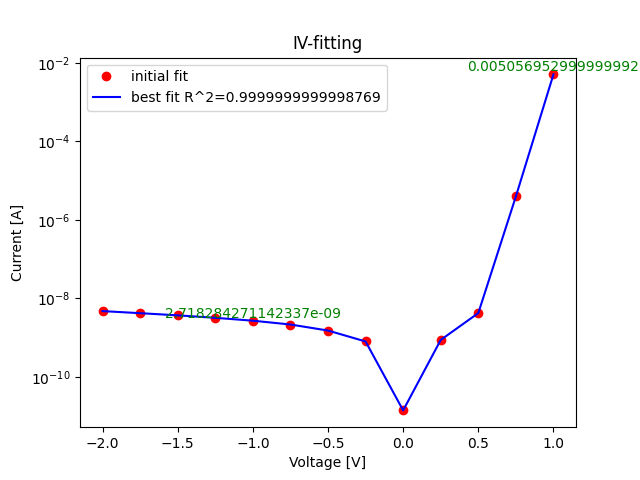 IV-fitting
0.005056952999999992
initial fit
best fit R^2=0.9999999999998769
2.718284271142337e-09
Current [A]
10⁻²
10⁻⁴
10⁻⁶
10⁻⁸
10⁻¹⁰
−2.0 −1.5 −1.0 −0.5 0.0 0.5 1.0
Voltage [V]